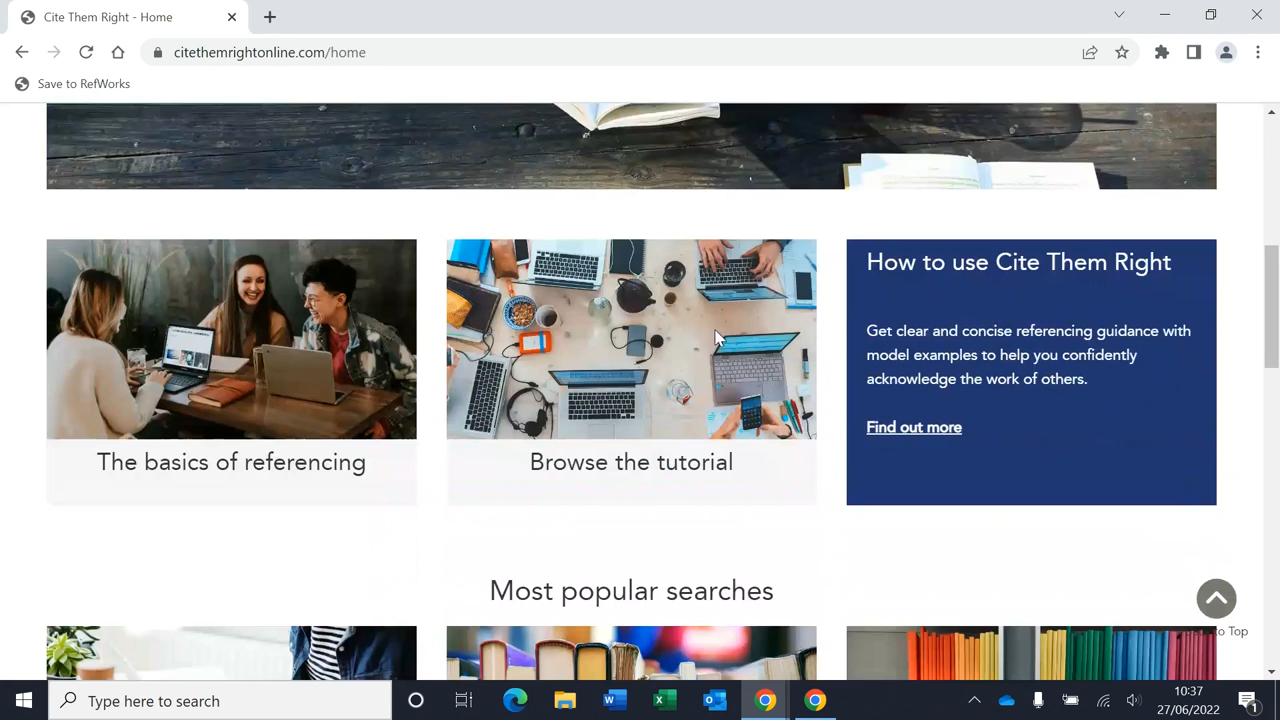 Cite Them Right - Home
citethemrightonline.com/home
Save to RefWorks
How to use Cite Them Right
Get clear and concise referencing guidance with
model examples to help you confidently
acknowledge the work of others.
Find out more
The basics of referencing
Browse the tutorial
Most popular searches
to Top
Type here to search
10:37
27/06/2022
1